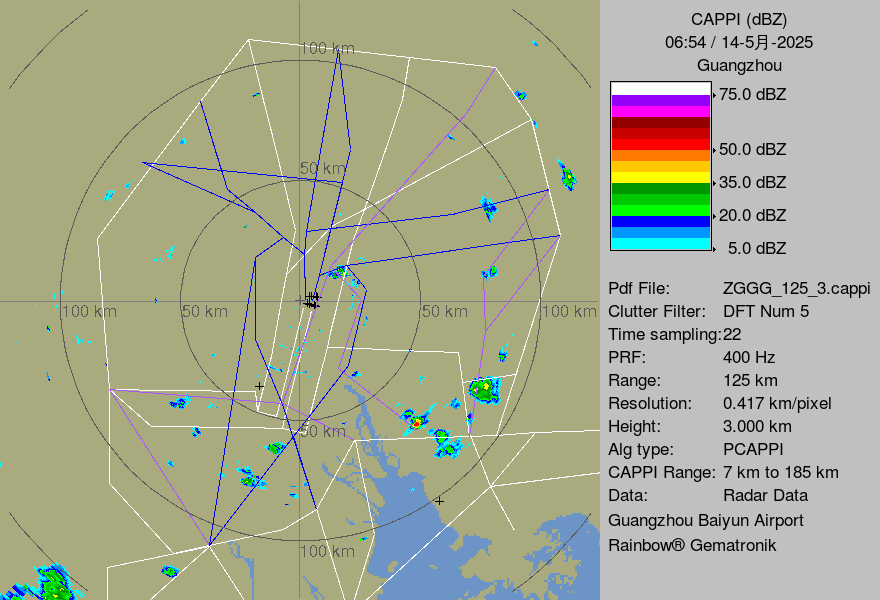 CAPPI (dBZ)
06:54 / 14-5月-2025
Guangzhou
75.0 dBZ
50.0 dBZ
35.0 dBZ
20.0 dBZ
5.0 dBZ
Pdf File: ZGGG_125_3.cappi
Clutter Filter: DFT Num 5
Time sampling:22
PRF: 400 Hz
Range: 125 km
Resolution: 0.417 km/pixel
Height: 3.000 km
Alg type: PCAPPI
CAPPI Range: 7 km to 185 km
Data: Radar Data
Guangzhou Baiyun Airport
Rainbow® Gematronik
100 km
50 km
100 km
50 km
50 km
100 km
50 km
100 km